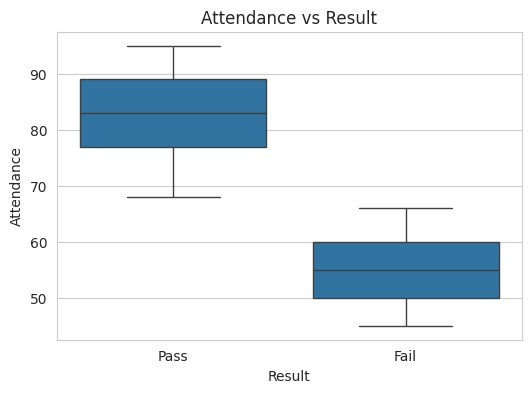 Attendance vs Result
Attendance
90
80
70
60
50
Pass
Fail
Result